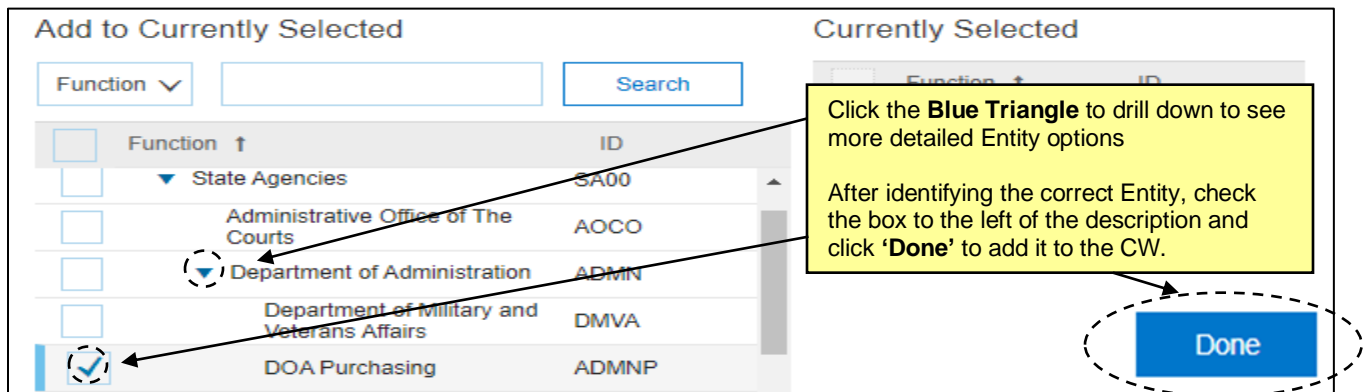 Add to Currently Selected
Currently Selected
Function
Search
Function ↑ ID
Function ↑ ID
State Agencies SA00
Administrative Office of The
Courts
AOCO
Department of Administration ADMN
Department of Military and
Veterans Affairs
DMVA
DOA Purchasing ADMNP
Click the Blue Triangle to drill down to see
more detailed Entity options
After identifying the correct Entity, check
the box to the left of the description and
click ‘Done’ to add it to the CW.
Done